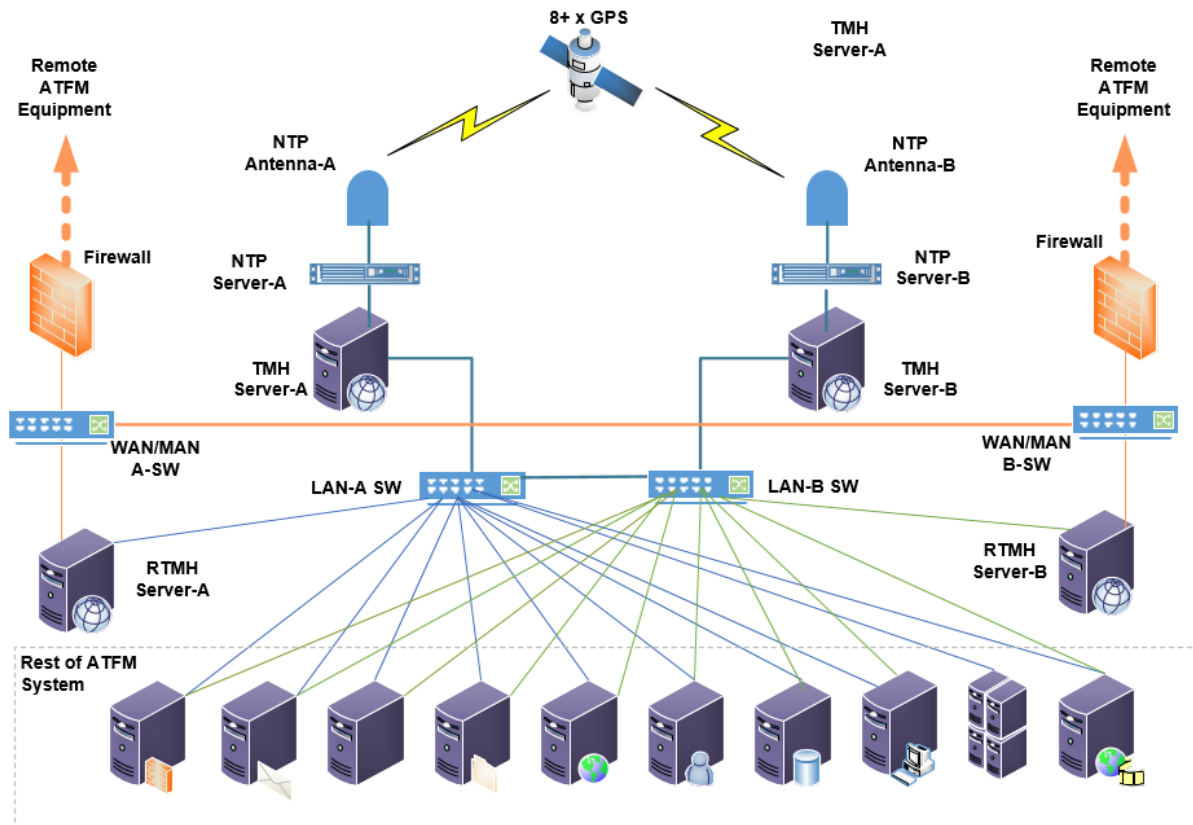 8+ x GPS
TMH
Server-A
Remote
ATFM
Equipment
Remote
ATFM
Equipment
NTP
Antenna-A
NTP
Antenna-B
Firewall
Firewall
NTP
Server-A
NTP
Server-B
TMH
Server-A
TMH
Server-B
WAN/MAN
A-SW
WAN/MAN
B-SW
LAN-A SW
LAN-B SW
RTMH
Server-A
RTMH
Server-B
Rest of ATFM
System